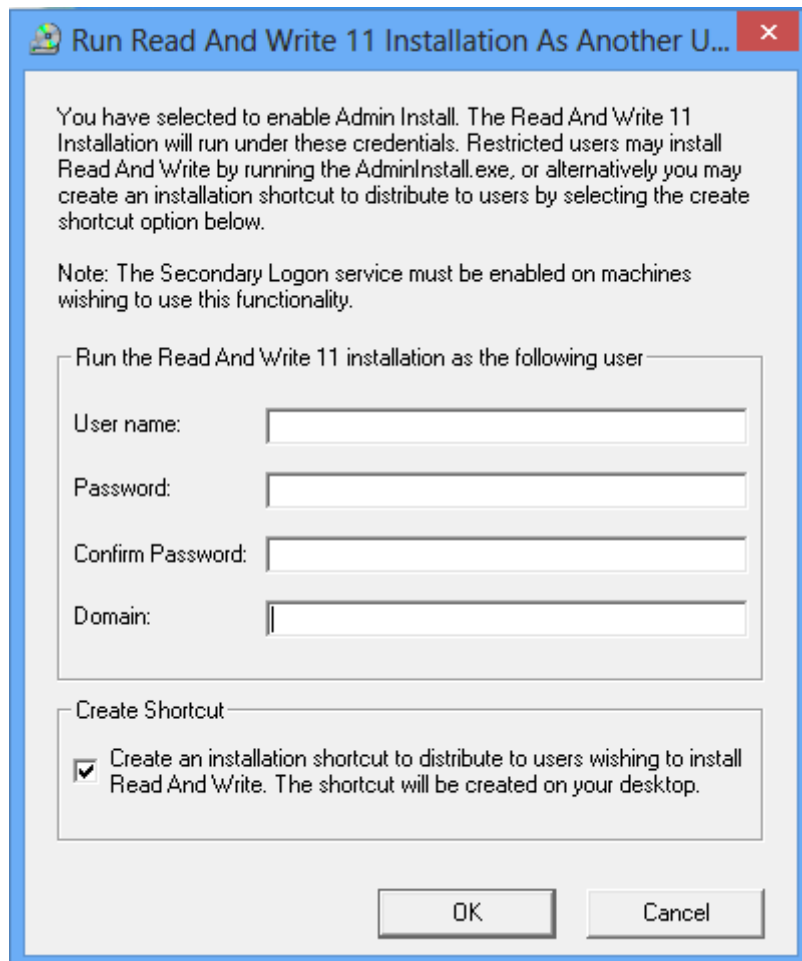 Run Read And Write 11 Installation As Another U...
You have selected to enable Admin Install. The Read And Write 11
Installation will run under these credentials. Restricted users may install
Read And Write by running the AdminInstall.exe, or alternatively you may
create an installation shortcut to distribute to users by selecting the create
shortcut option below.
Note: The Secondary Logon service must be enabled on machines
wishing to use this functionality.
Run the Read And Write 11 installation as the following user
User name:
Password:
Confirm Password:
Domain:
Create Shortcut
Create an installation shortcut to distribute to users wishing to install
Read And Write. The shortcut will be created on your desktop.
OK
Cancel